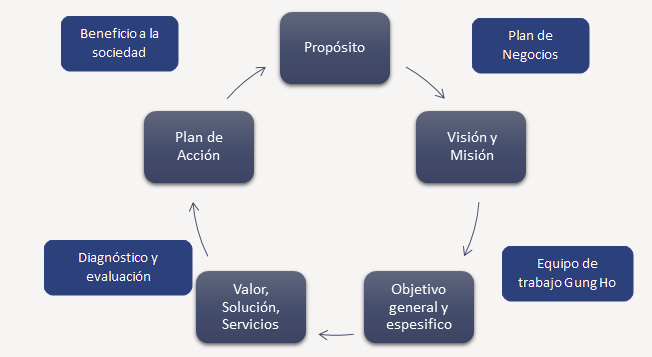 Beneficio a la
sociedad
Propósito
Plan de
Negocios
Plan de
Acción
Visión y
Misión
Diagnóstico y
evaluación
Equipo de
trabajo Gung Ho
Valor,
Solución,
Servicios
Objetivo
general y
espesifico